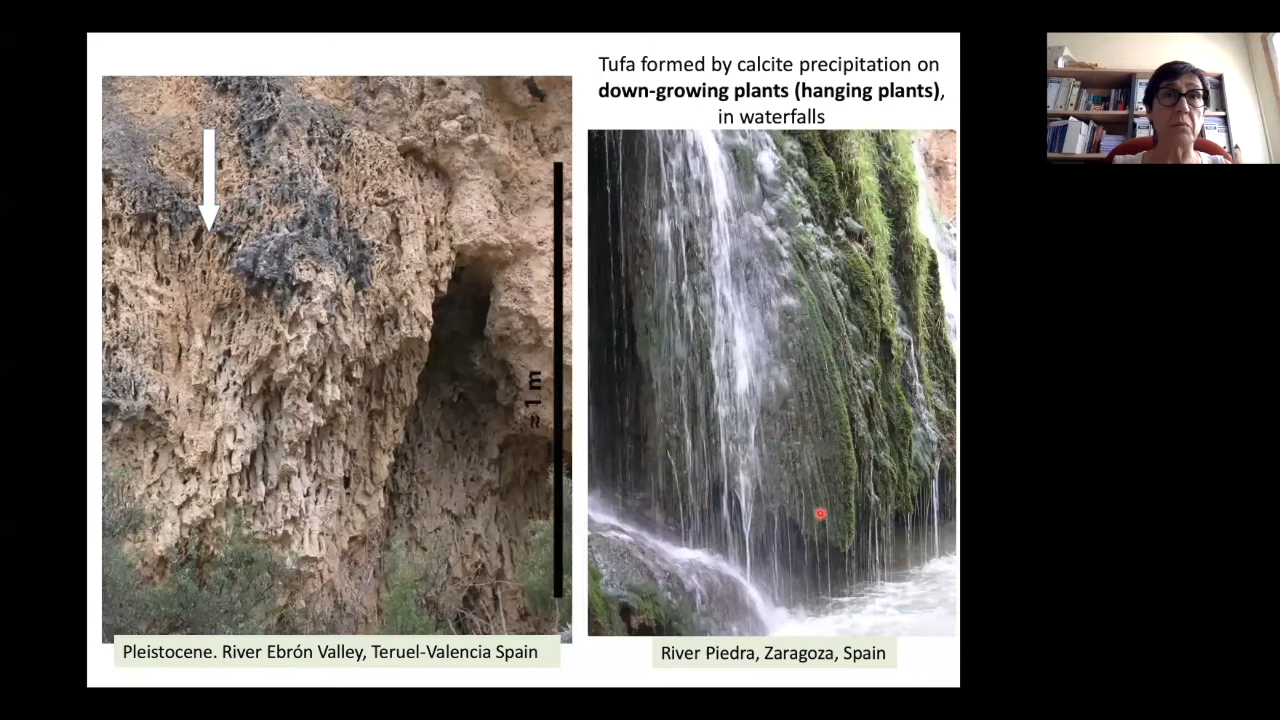 Tufa formed by calcite precipitation on
down-growing plants (hanging plants),
in waterfalls
≈ 1 m
Pleistocene. River Ebrón Valley, Teruel-Valencia Spain
River Piedra, Zaragoza, Spain